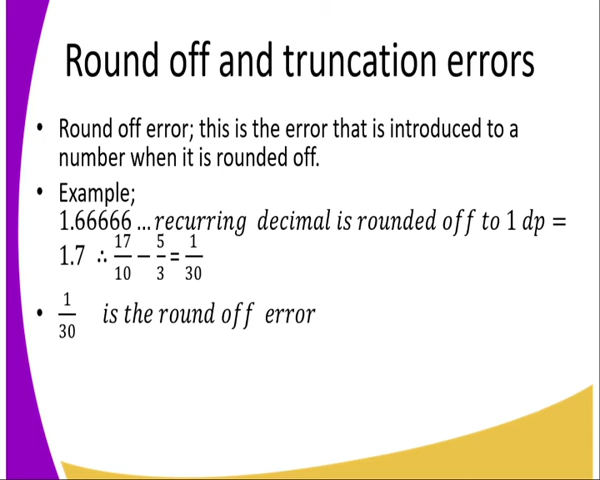 Round off and truncation errors
• Round off error; this is the error that is introduced to a
number when it is rounded off.
• Example;
1.66666 … recurring decimal is rounded off to 1 dp =
1.7 ∴ 17/10 − 5/3 = 1/30
• 1/30 is the round off error